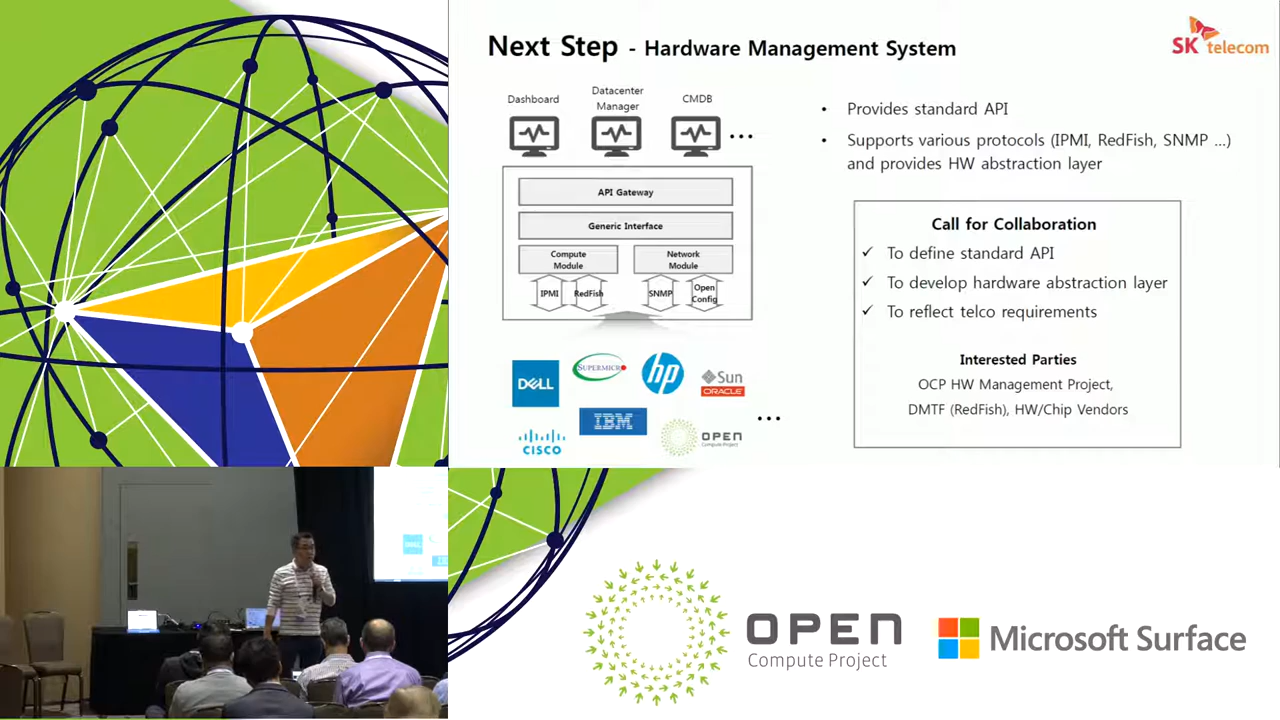 Next Step - Hardware Management System
SK telecom
Dashboard
Datacenter
Manager
CMDB
...
API Gateway
Generic Interface
Compute
Module
Network
Module
IPMI
RedFish
SNMP
Open
Config
DELL
SUPERMICRO
hp
Sun
ORACLE
IBM
CISCO
OPEN
Compute Project
...
• Provides standard API
• Supports various protocols (IPMI, RedFish, SNMP ...)
and provides HW abstraction layer
Call for Collaboration
✓ To define standard API
✓ To develop hardware abstraction layer
✓ To reflect telco requirements
Interested Parties
OCP HW Management Project,
DMTF (RedFish), HW/Chip Vendors
DELL
IBM
OPEN
Compute Project
Microsoft Surface